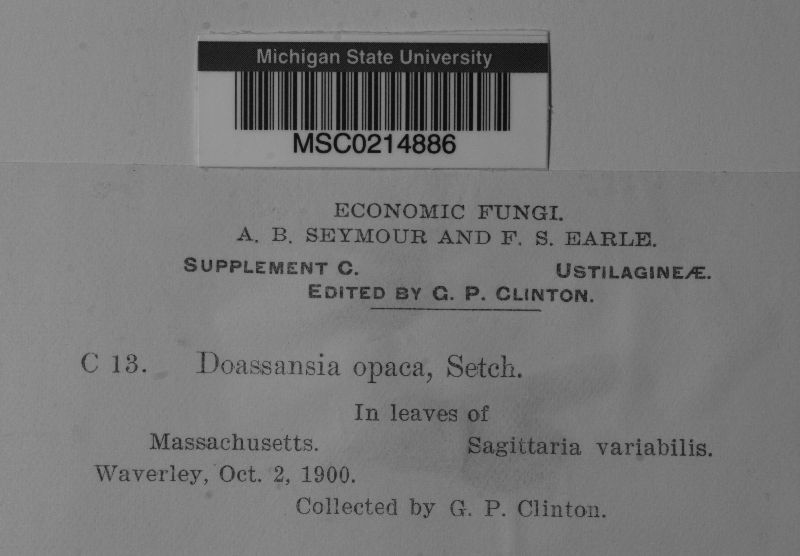 Michigan State University
MSC0214886
ECONOMIC FUNGI.
A. B. SEYMOUR AND F. S. EARLE.
SUPPLEMENT C. USTILAGINEÆ.
EDITED BY G. P. CLINTON.
C 13. Doassansia opaca, Setch.
In leaves of
Massachusetts. Sagittaria variabilis.
Waverley, Oct. 2, 1900.
Collected by G. P. Clinton.